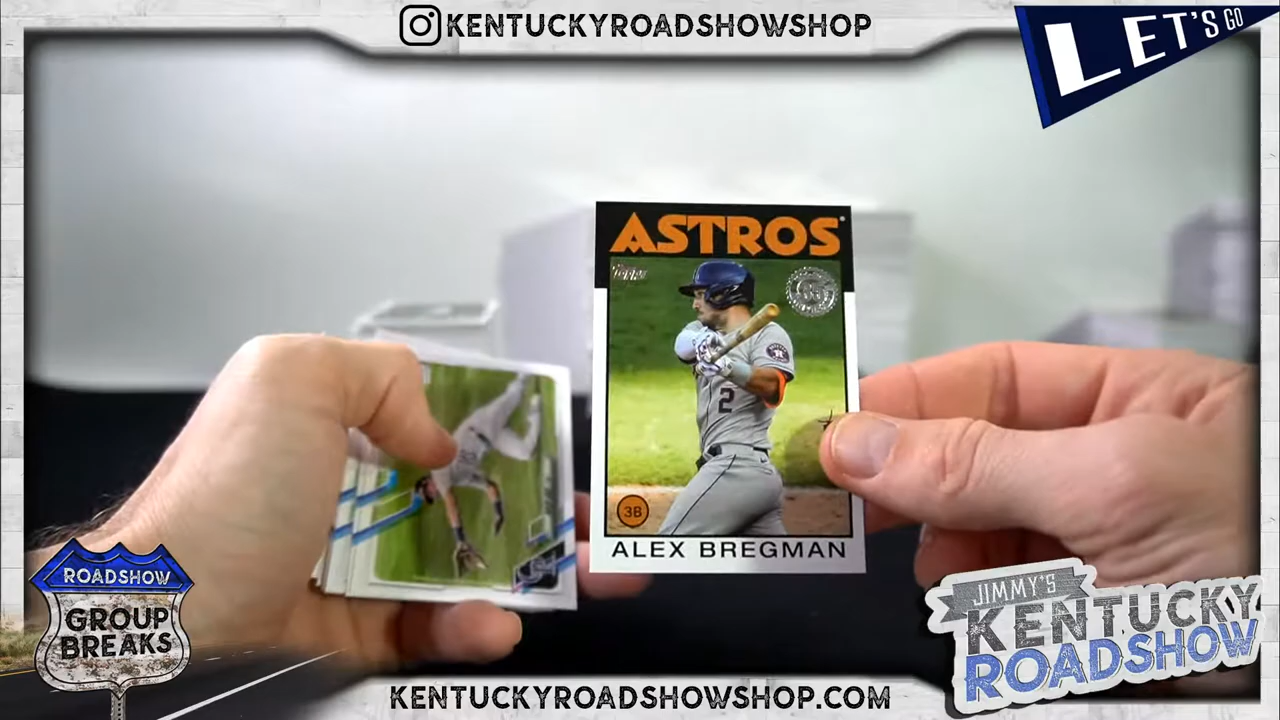 KENTUCKYROADSHOWSHOP
LET'S GO
ASTROS
Topps
2
3B
ALEX BREGMAN
ROADSHOW
GROUP
BREAKS
JIMMY'S
KENTUCKY
ROADSHOW
KENTUCKYROADSHOWSHOP.COM